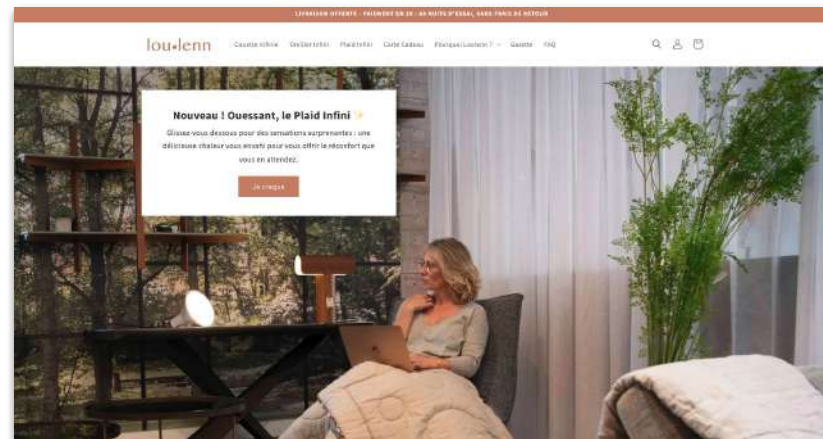 LIVRAISON OFFERTE - PAIEMENT EN 3X - 60 NUITS D'ESSAI, SANS FRAIS DE RETOUR
lou•lenn
Couette Infinie Oreiller Infini Plaid Infini Carte Cadeau Pourquoi Loulenn ? Gazette FAQ
Nouveau ! Ouessant, le Plaid Infini ✨
Glissez-vous dessous pour des sensations surprenantes : une
délicieuse chaleur vous envahi pour vous offrir le réconfort que
vous en attendez.
Je craque